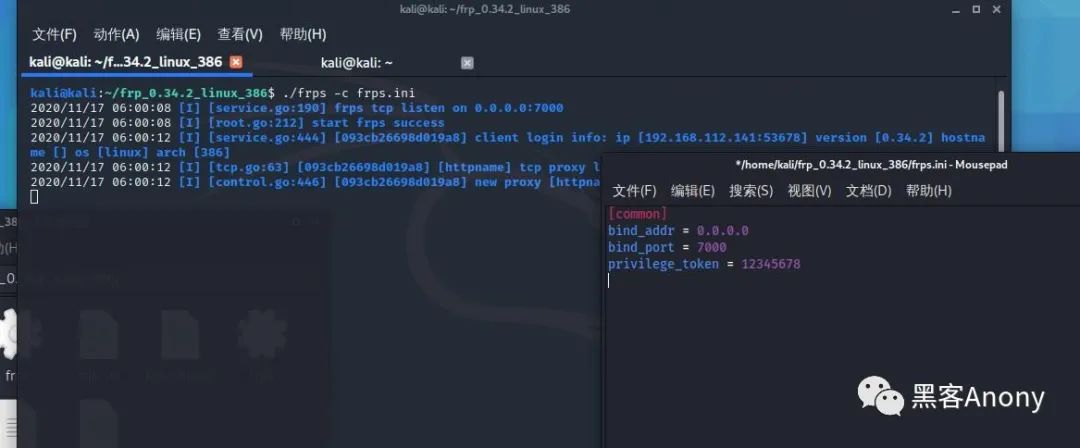 kali@kali: ~/frp_0.34.2_linux_386
文件(F) 动作(A) 编辑(E) 查看(V) 帮助(H)
kali@kali: ~/f...34.2_linux_386
kali@kali: ~
kali@kali:~/frp_0.34.2_linux_386$ ./frps -c frps.ini
2020/11/17 06:00:08 [I] [service.go:190] frps tcp listen on 0.0.0.0:7000
2020/11/17 06:00:08 [I] [root.go:212] start frps success
2020/11/17 06:00:12 [I] [service.go:444] [093cb26698d019a8] client login info: ip [192.168.112.141:53678] version [0.34.2] hostna
me [] os [linux] arch [386]
2020/11/17 06:00:12 [I] [tcp.go:63] [093cb26698d019a8] [httpname] tcp proxy l
2020/11/17 06:00:12 [I] [control.go:446] [093cb26698d019a8] new proxy [httpna
*/home/kali/frp_0.34.2_linux_386/frps.ini - Mousepad
文件(F) 编辑(E) 搜索(S) 视图(V) 文档(D) 帮助(H)
[common]
bind_addr = 0.0.0.0
bind_port = 7000
privilege_token = 12345678
黑客Anony